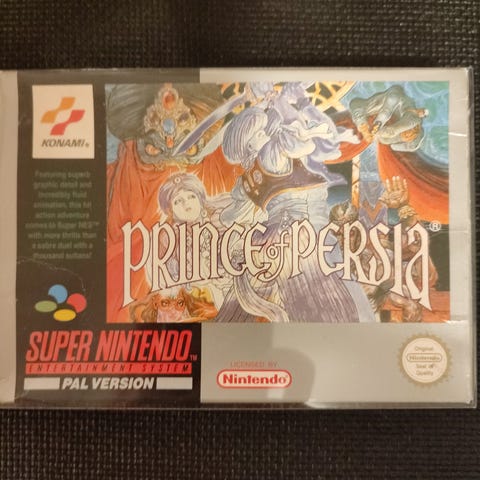 KONAMI®
Featuring superb
graphic detail and
incredibly fluid
animation, this hit
action adventure
comes to Super NES™
with more thrills than
a sabre duel with a
thousand sultans!
PRINCE of PERSIA®
SUPER NINTENDO™
ENTERTAINMENT SYSTEM
PAL VERSION
LICENSED BY
Nintendo
Original
Nintendo
Seal of
Quality